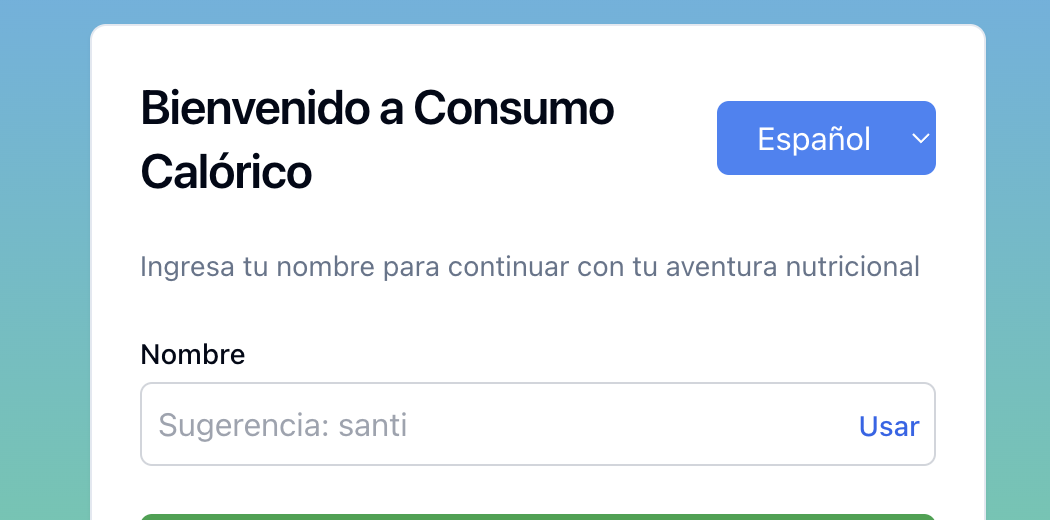 Bienvenido a Consumo
Calórico
Español
Ingresa tu nombre para continuar con tu aventura nutricional
Nombre
Sugerencia: santi
Usar